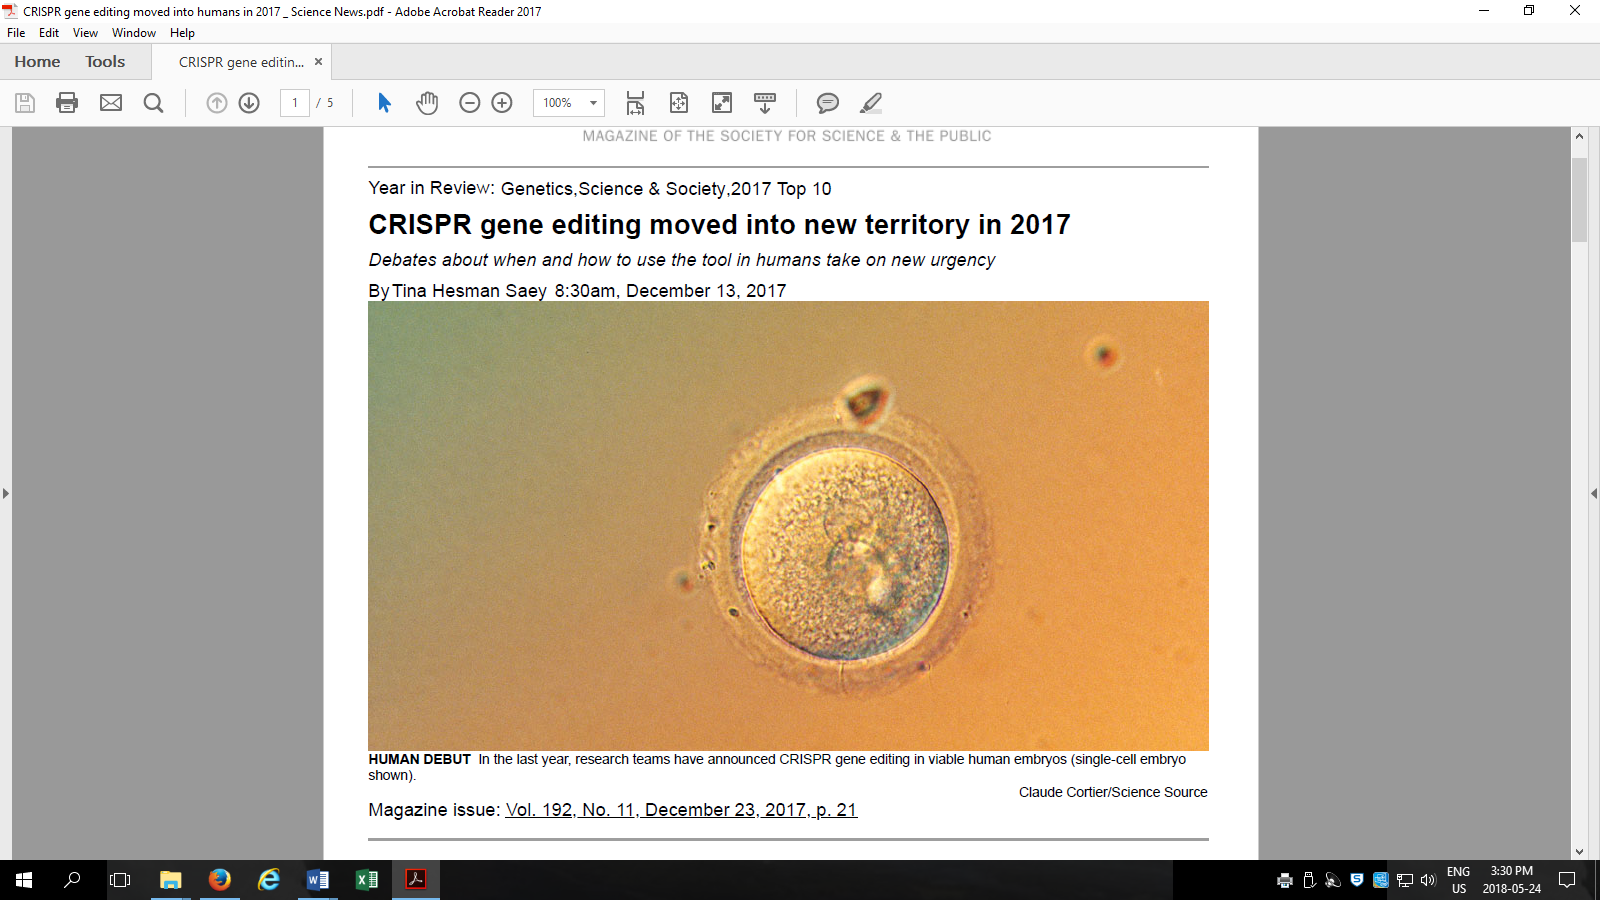 CRISPR gene editing moved into humans in 2017 _ Science News.pdf - Adobe Acrobat Reader 2017
File Edit View Window Help
Home Tools CRISPR gene editin... ×
1 / 5 100%
MAGAZINE OF THE SOCIETY FOR SCIENCE & THE PUBLIC
Year in Review: Genetics,Science & Society,2017 Top 10
CRISPR gene editing moved into new territory in 2017
Debates about when and how to use the tool in humans take on new urgency
By Tina Hesman Saey 8:30am, December 13, 2017
HUMAN DEBUT In the last year, research teams have announced CRISPR gene editing in viable human embryos (single-cell embryo
shown).
Claude Cortier/Science Source
Magazine issue: Vol. 192, No. 11, December 23, 2017, p. 21
ENG 3:30 PM
US 2018-05-24